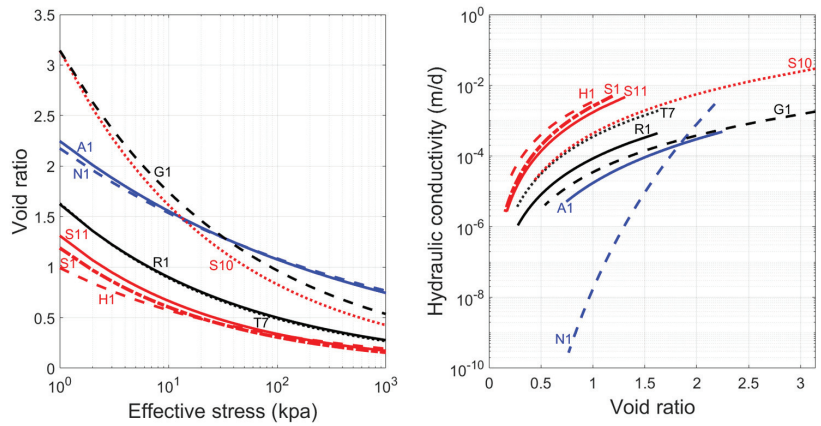 3.5
3
2.5
2
1.5
1
0.5
0
10^0
10^1
10^2
10^3
Void ratio
Effective stress (kpa)
A1
N1
G1
S10
R1
T7
S11
S1
H1
10^0
10^-2
10^-4
10^-6
10^-8
10^-10
0
0.5
1
1.5
2
2.5
3
Hydraulic conductivity (m/d)
Void ratio
S10
S1
H1
S11
T7
G1
R1
A1
N1